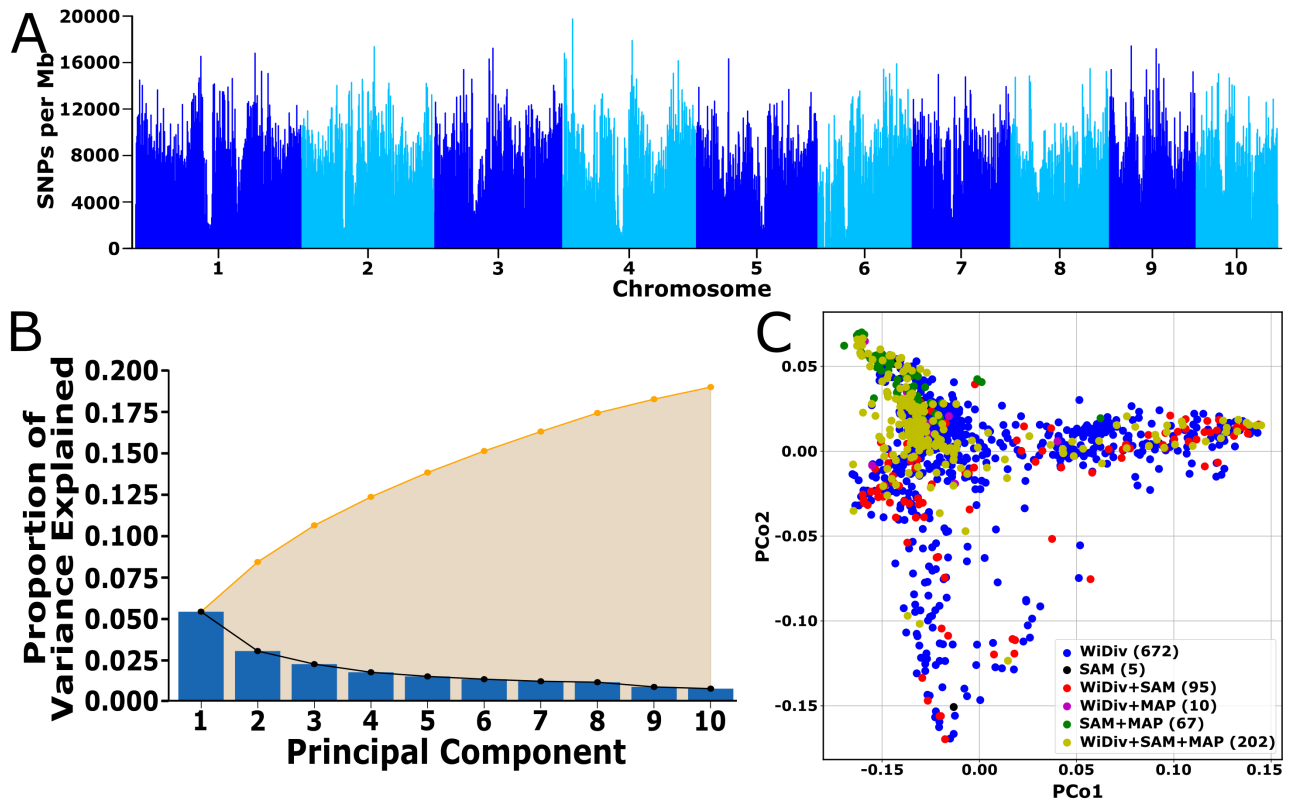 A
20000
16000
12000
8000
4000
0
SNPs per Mb
1 2 3 4 5 6 7 8 9 10
Chromosome
B
0.200
0.175
0.150
0.125
0.100
0.075
0.050
0.025
0.000
Proportion of
Variance Explained
1 2 3 4 5 6 7 8 9 10
Principal Component
C
0.05
0.00
-0.05
-0.10
-0.15
PCo2
WiDiv (672)
SAM (5)
WiDiv+SAM (95)
WiDiv+MAP (10)
SAM+MAP (67)
WiDiv+SAM+MAP (202)
-0.15 0.00 0.05 0.10 0.15
PCo1